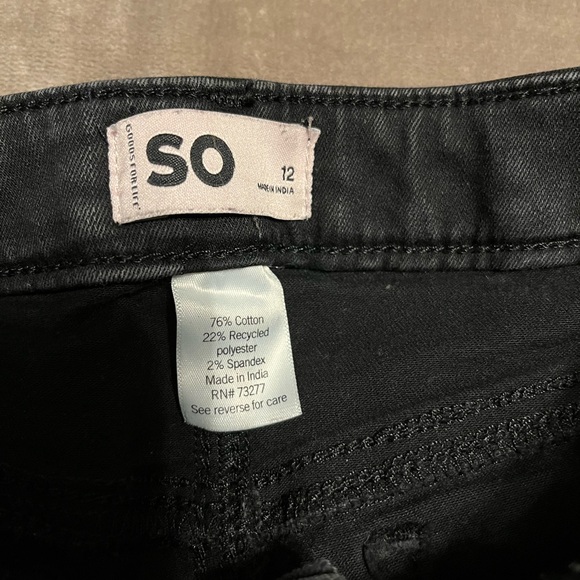 GOODS FOR LIFE
SO
12
MADE IN INDIA
76% Cotton
22% Recycled
polyester
2% Spandex
Made in India
RN# 73277
See reverse for care